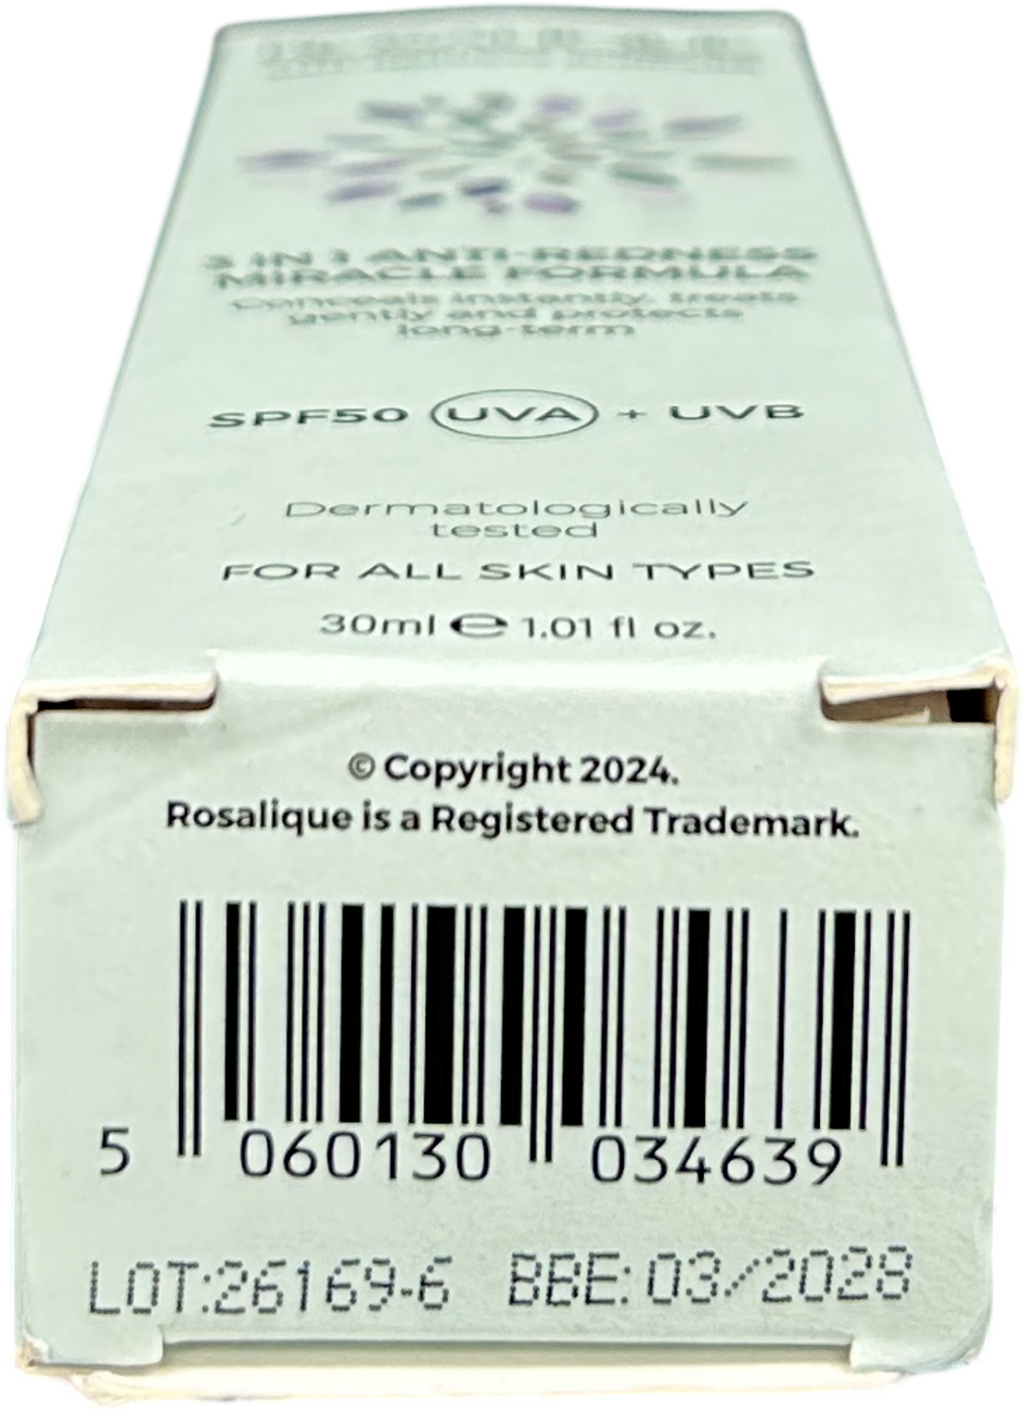 3 IN 1 ANTI-REDNESS
MIRACLE FORMULA
Conceals instantly, treats
gently and protects
long-term
SPF50 UVA + UVB
Dermatologically
tested
FOR ALL SKIN TYPES
30ml ℮ 1.01 fl oz.
© Copyright 2024.
Rosalique is a Registered Trademark.
5 060130 034639
LOT:26169-6 BBE: 03/2028